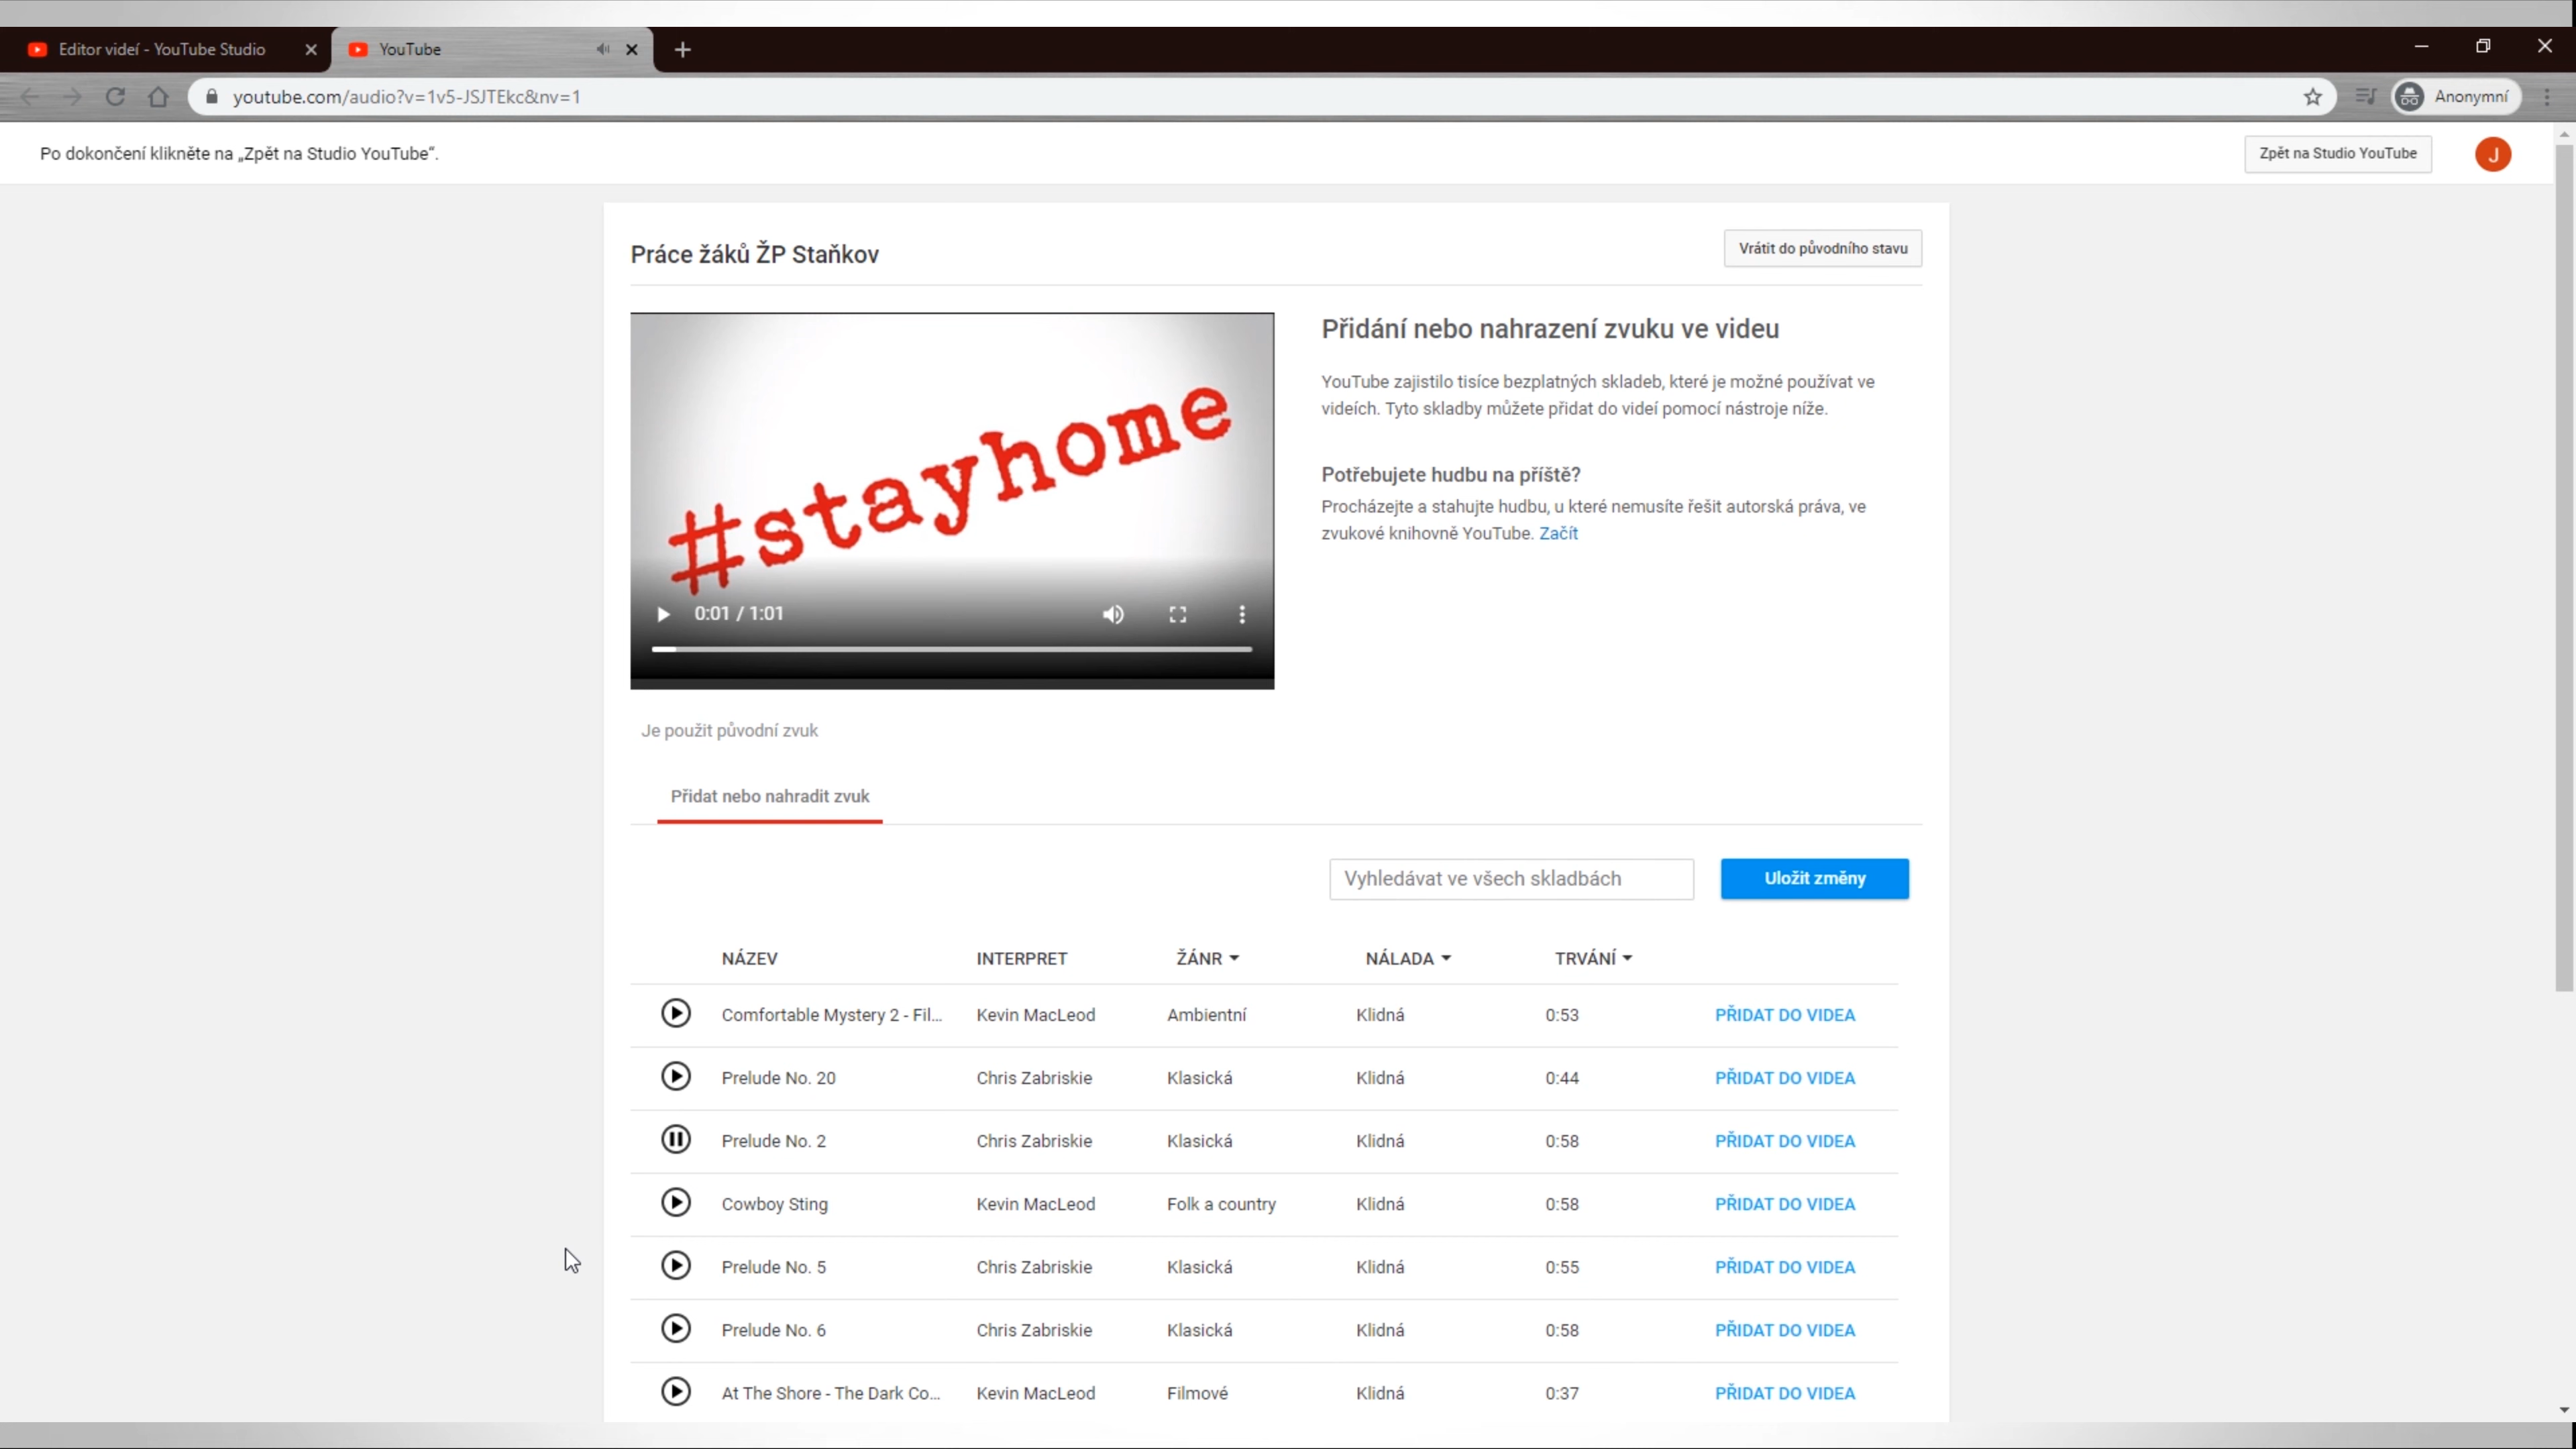 Editor videí - YouTube Studio
YouTube
youtube.com/audio?v=1v5-JSJTEkc&nv=1
Anonymní
Po dokončení klikněte na „Zpět na Studio YouTube“.
Zpět na Studio YouTube
J
Práce žáků ŽP Staňkov
Vrátit do původního stavu
#stayhome
0:01 / 1:01
Přidání nebo nahrazení zvuku ve videu
YouTube zajistilo tisíce bezplatných skladeb, které je možné používat ve
videích. Tyto skladby můžete přidat do videí pomocí nástroje níže.
Potřebujete hudbu na příště?
Procházejte a stahujte hudbu, u které nemusíte řešit autorská práva, ve
zvukové knihovně YouTube. Začít
Je použit původní zvuk
Přidat nebo nahradit zvuk
Vyhledávat ve všech skladbách
Uložit změny
NÁZEV INTERPRET ŽÁNR NÁLADA TRVÁNÍ
Comfortable Mystery 2 - Fil... Kevin MacLeod Ambientní Klidná 0:53 PŘIDAT DO VIDEA
Prelude No. 20 Chris Zabriskie Klasická Klidná 0:44 PŘIDAT DO VIDEA
Prelude No. 2 Chris Zabriskie Klasická Klidná 0:58 PŘIDAT DO VIDEA
Cowboy Sting Kevin MacLeod Folk a country Klidná 0:58 PŘIDAT DO VIDEA
Prelude No. 5 Chris Zabriskie Klasická Klidná 0:55 PŘIDAT DO VIDEA
Prelude No. 6 Chris Zabriskie Klasická Klidná 0:58 PŘIDAT DO VIDEA
At The Shore - The Dark Co... Kevin MacLeod Filmové Klidná 0:37 PŘIDAT DO VIDEA